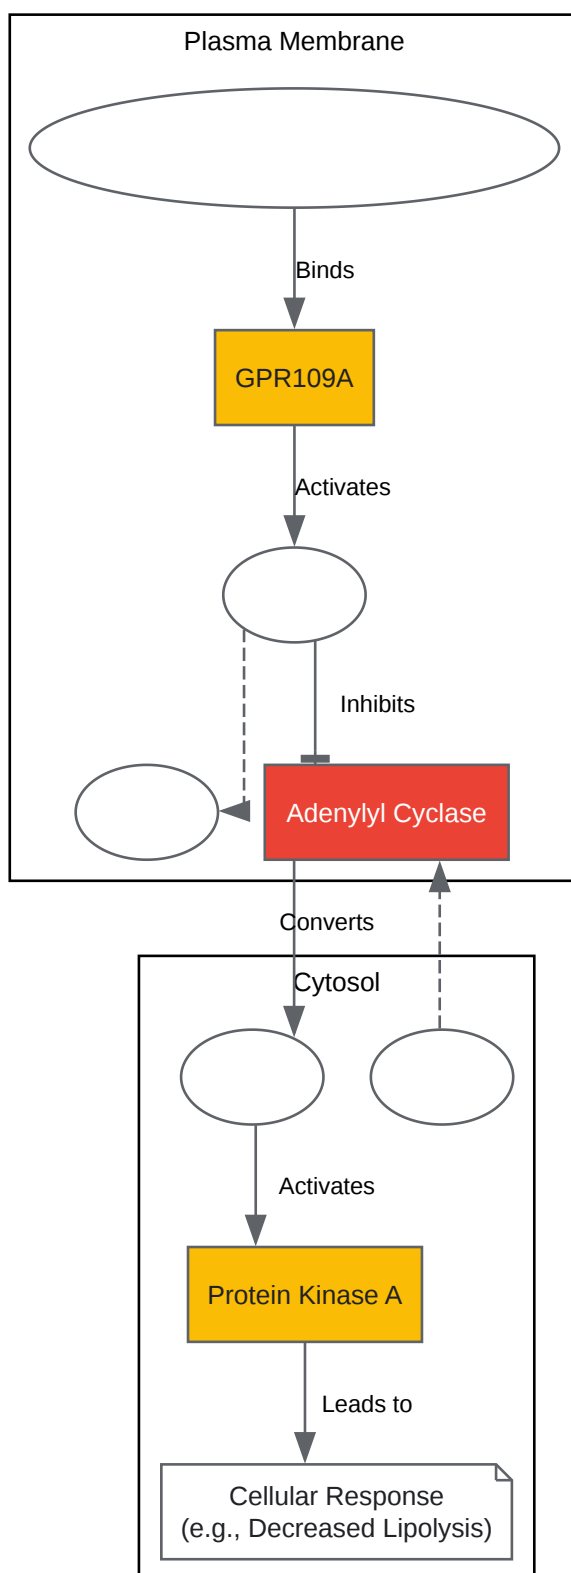 Plasma Membrane
Binds
GPR109A
Activates
Inhibits
Adenylyl Cyclase
Converts
Cytosol
Activates
Protein Kinase A
Leads to
Cellular Response
(e.g., Decreased Lipolysis)